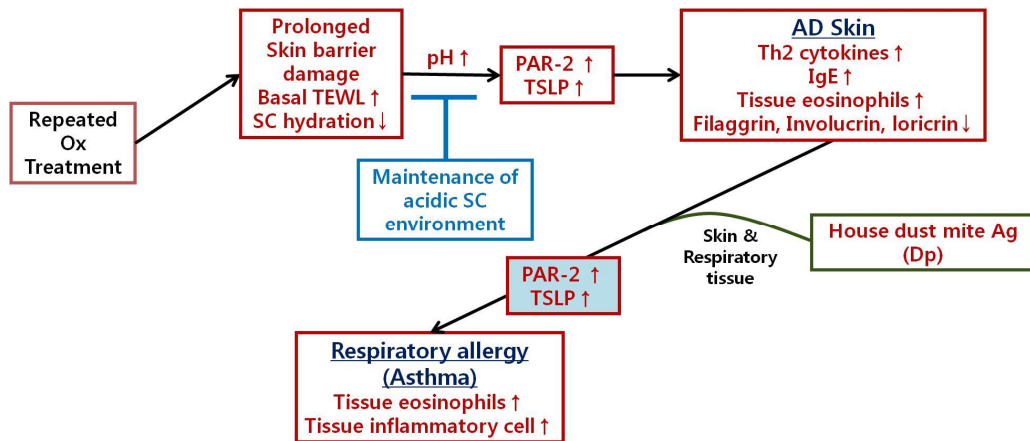 Repeated
Ox
Treatment
Prolonged
Skin barrier
damage
Basal TEWL ↑
SC hydration ↓
pH ↑
Maintenance of
acidic SC
environment
PAR-2 ↑
TSLP ↑
AD Skin
Th2 cytokines ↑
IgE ↑
Tissue eosinophils ↑
Filaggrin, Involucrin, loricrin ↓
Skin &
Respiratory
tissue
House dust mite Ag
(Dp)
PAR-2 ↑
TSLP ↑
Respiratory allergy
(Asthma)
Tissue eosinophils ↑
Tissue inflammatory cell ↑